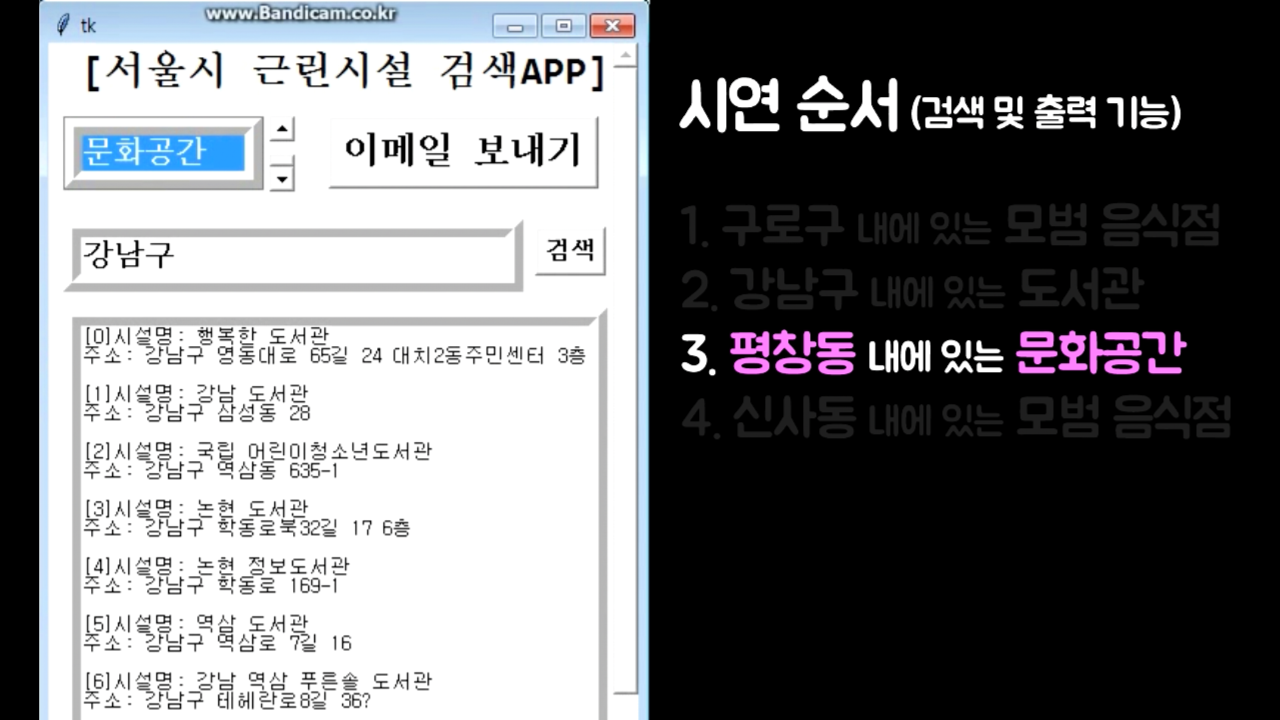 www.Bandicam.co.kr
tk
[서울시 근린시설 검색APP]
문화공간
이메일 보내기
강남구
검색
[0]시설명: 행복한 도서관
주소: 강남구 영동대로 65길 24 대치2동주민센터 3층
[1]시설명: 강남 도서관
주소: 강남구 삼성동 28
[2]시설명: 국립 어린이청소년도서관
주소: 강남구 역삼동 635-1
[3]시설명: 논현 도서관
주소: 강남구 학동로북32길 17 6층
[4]시설명: 논현 정보도서관
주소: 강남구 학동로 169-1
[5]시설명: 역삼 도서관
주소: 강남구 역삼로 7길 16
[6]시설명: 강남 역삼 푸른솔 도서관
주소: 강남구 테헤란로8길 36?
시연 순서 (검색 및 출력 기능)
1. 구로구 내에 있는 모범 음식점
2. 강남구 내에 있는 도서관
3. 평창동 내에 있는 문화공간
4. 신사동 내에 있는 모범 음식점